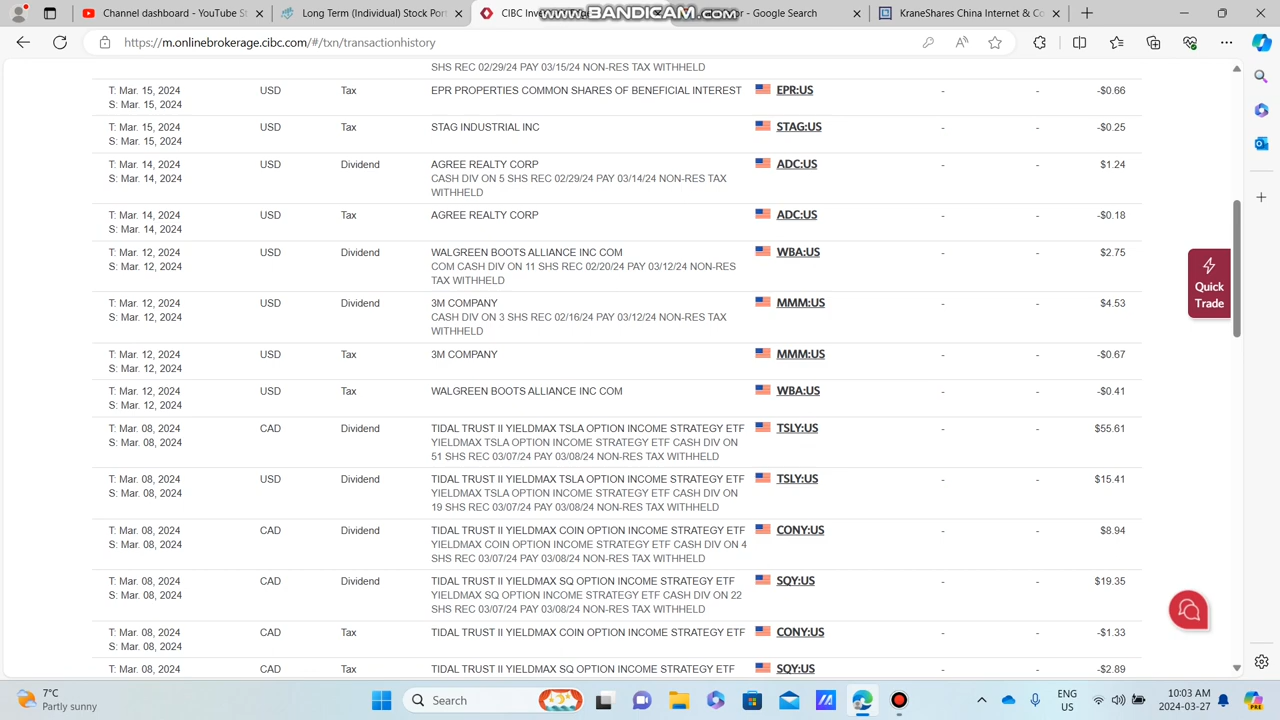 Channel dashboard - YouTube S
Long Term (Dividend) Stock Port
CIBC Inve
www.BANDICAM.com
r - Google Search
KraneShares China Internet & Co
https://m.onlinebrokerage.cibc.com/#/txn/transactionhistory
SHS REC 02/29/24 PAY 03/15/24 NON-RES TAX WITHHELD
T: Mar. 15, 2024 USD Tax EPR PROPERTIES COMMON SHARES OF BENEFICIAL INTEREST EPR:US - - -$0.66
S: Mar. 15, 2024
T: Mar. 15, 2024 USD Tax STAG INDUSTRIAL INC STAG:US - - -$0.25
S: Mar. 15, 2024
T: Mar. 14, 2024 USD Dividend AGREE REALTY CORP ADC:US - - $1.24
S: Mar. 14, 2024 CASH DIV ON 5 SHS REC 02/29/24 PAY 03/14/24 NON-RES TAX
WITHHELD
T: Mar. 14, 2024 USD Tax AGREE REALTY CORP ADC:US - - -$0.18
S: Mar. 14, 2024
T: Mar. 12, 2024 USD Dividend WALGREEN BOOTS ALLIANCE INC COM WBA:US - - $2.75
S: Mar. 12, 2024 COM CASH DIV ON 11 SHS REC 02/20/24 PAY 03/12/24 NON-RES
TAX WITHHELD
Quick
Trade
T: Mar. 12, 2024 USD Dividend 3M COMPANY MMM:US - - $4.53
S: Mar. 12, 2024 CASH DIV ON 3 SHS REC 02/16/24 PAY 03/12/24 NON-RES TAX
WITHHELD
T: Mar. 12, 2024 USD Tax 3M COMPANY MMM:US - - -$0.67
S: Mar. 12, 2024
T: Mar. 12, 2024 USD Tax WALGREEN BOOTS ALLIANCE INC COM WBA:US - - -$0.41
S: Mar. 12, 2024
T: Mar. 08, 2024 CAD Dividend TIDAL TRUST II YIELDMAX TSLA OPTION INCOME STRATEGY ETF TSLY:US - - $55.61
S: Mar. 08, 2024 YIELDMAX TSLA OPTION INCOME STRATEGY ETF CASH DIV ON
51 SHS REC 03/07/24 PAY 03/08/24 NON-RES TAX WITHHELD
T: Mar. 08, 2024 USD Dividend TIDAL TRUST II YIELDMAX TSLA OPTION INCOME STRATEGY ETF TSLY:US - - $15.41
S: Mar. 08, 2024 YIELDMAX TSLA OPTION INCOME STRATEGY ETF CASH DIV ON
19 SHS REC 03/07/24 PAY 03/08/24 NON-RES TAX WITHHELD
T: Mar. 08, 2024 CAD Dividend TIDAL TRUST II YIELDMAX COIN OPTION INCOME STRATEGY ETF CONY:US - - $8.94
S: Mar. 08, 2024 YIELDMAX COIN OPTION INCOME STRATEGY ETF CASH DIV ON 4
SHS REC 03/07/24 PAY 03/08/24 NON-RES TAX WITHHELD
T: Mar. 08, 2024 CAD Dividend TIDAL TRUST II YIELDMAX SQ OPTION INCOME STRATEGY ETF SQY:US - - $19.35
S: Mar. 08, 2024 YIELDMAX SQ OPTION INCOME STRATEGY ETF CASH DIV ON 22
SHS REC 03/07/24 PAY 03/08/24 NON-RES TAX WITHHELD
T: Mar. 08, 2024 CAD Tax TIDAL TRUST II YIELDMAX COIN OPTION INCOME STRATEGY ETF CONY:US - - -$1.33
S: Mar. 08, 2024
T: Mar. 08, 2024 CAD Tax TIDAL TRUST II YIELDMAX SQ OPTION INCOME STRATEGY ETF SQY:US - - -$2.89
7°C
Partly sunny
Search
ENG
US
10:03 AM
2024-03-27